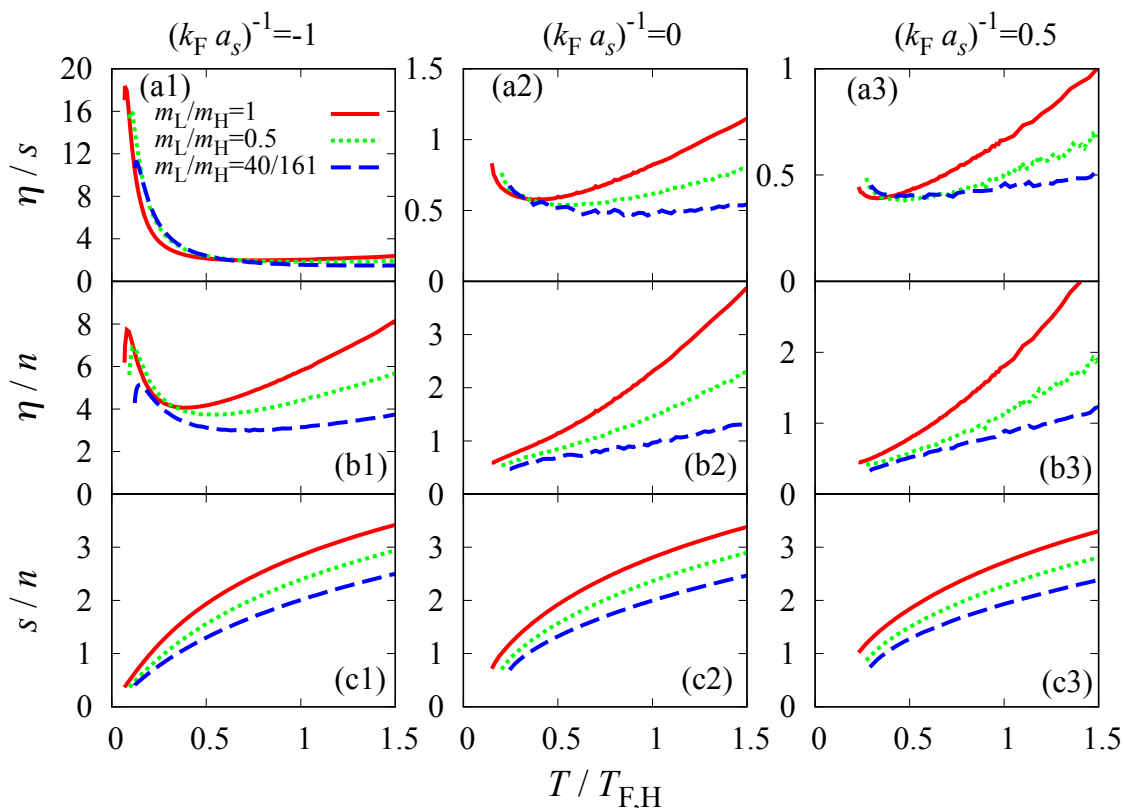 (k_F a_s)^-1=-1
(k_F a_s)^-1=0
(k_F a_s)^-1=0.5
20
16
12
8
4
0
(a1)
m_L/m_H=1
m_L/m_H=0.5
m_L/m_H=40/161
η / s
1.5
1
0.5
0
(a2)
1
0.5
0
(a3)
8
6
4
2
0
(b1)
η / n
3
2
1
0
(b2)
2
1
0
(b3)
3
2
1
0
(c1)
s / n
3
2
1
0
(c2)
3
2
1
0
(c3)
0 0.5 1 1.5
0 0.5 1 1.5
0 0.5 1 1.5
T / T_F,H